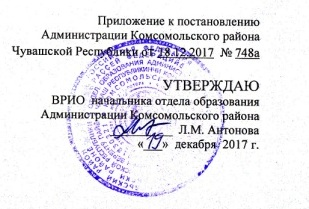 Приложение к постановлению
Администрации Комсомольского района
Чувашской Республики от 18.12.2017 № 748а
УТВЕРЖДАЮ
ВРИО начальника отдела образования
Администрации Комсомольского района
Л.М. Антонова
« 19 » декабря 2017 г.